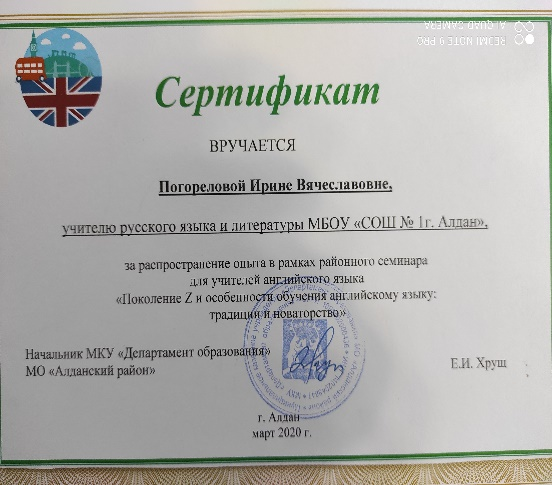 AI QUAD CAMERA
REDMI NOTE 9 PRO
Сертификат
ВРУЧАЕТСЯ
Погореловой Ирине Вячеславовне,
учителю русского языка и литературы МБОУ «СОШ № 1г. Алдан»,
за распространение опыта в рамках районного семинара
для учителей английского языка
«Поколение Z и особенности обучения английскому языку:
традиции и новаторство»
Начальник МКУ «Департамент образования»
МО «Алданский район»
Е.И. Хрущ
г. Алдан
март 2020 г.